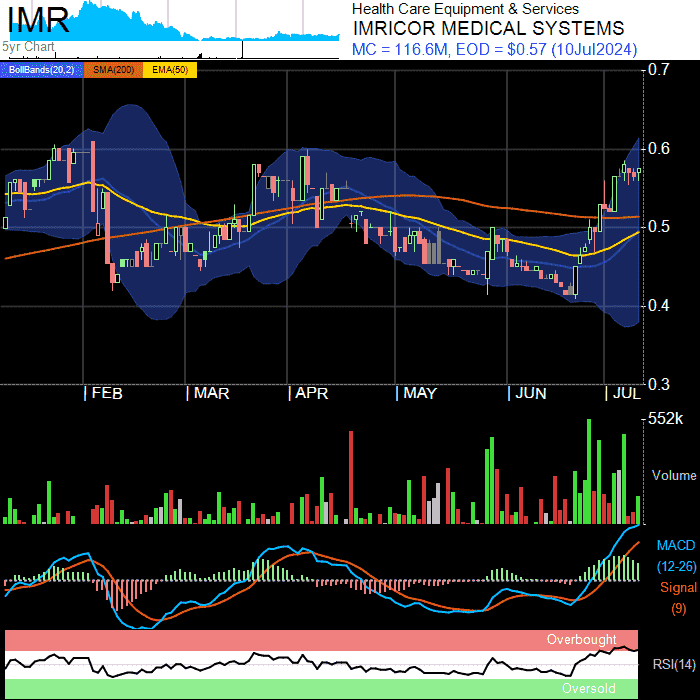 IMR
Health Care Equipment & Services
IMRICOR MEDICAL SYSTEMS
5yr Chart
MC = 116.6M, EOD = $0.57 (10Jul2024)
BollBands(20,2) SMA(200) EMA(50)
0.7
0.6
0.5
0.4
0.3
FEB MAR APR MAY JUN JUL
552k
Volume
MACD
(12-26)
Signal
(9)
Overbought
RSI(14)
Oversold